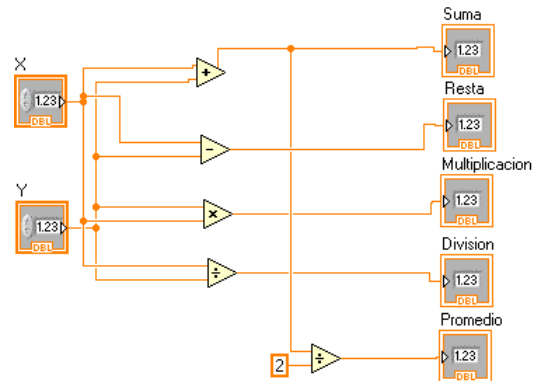 Suma
1.23
DBL
X
1.23
DBL
+
Resta
1.23
DBL
-
Multiplicacion
1.23
DBL
Y
1.23
DBL
×
Division
1.23
DBL
÷
Promedio
1.23
DBL
2
÷